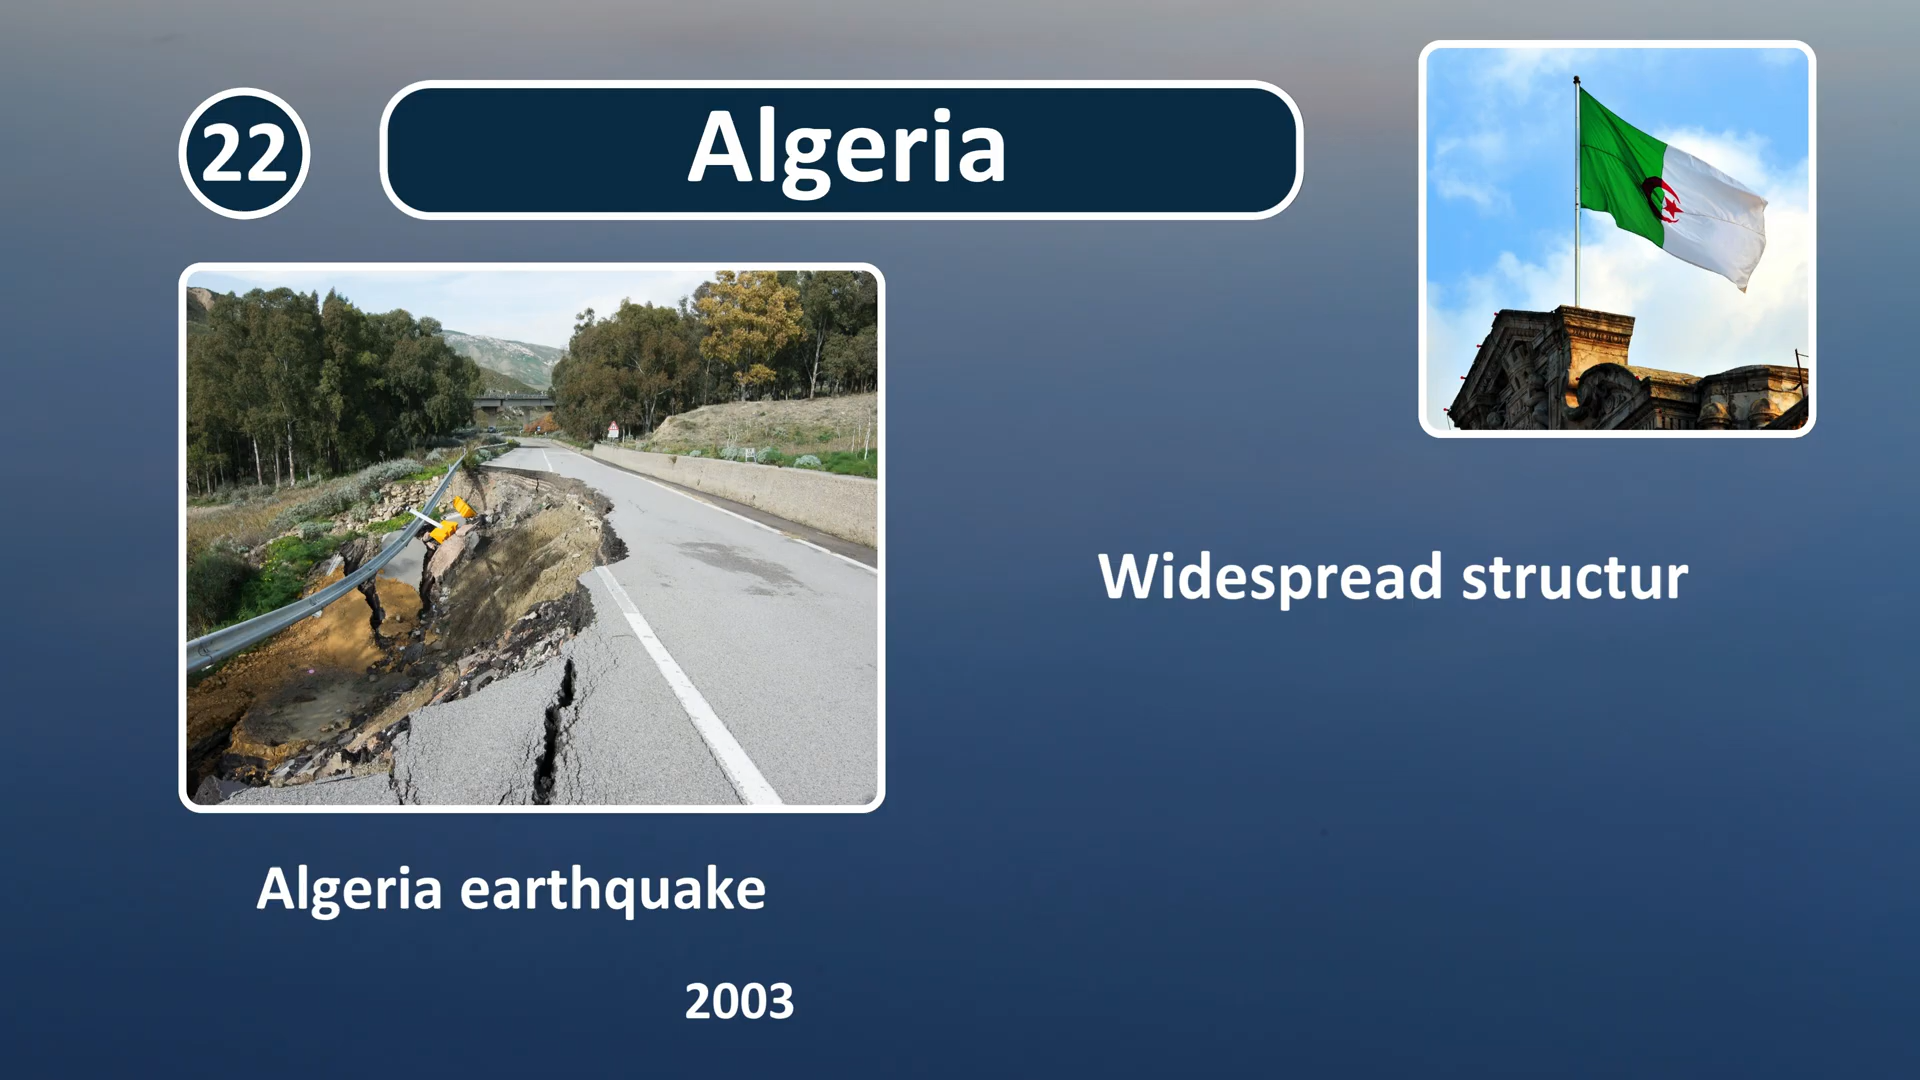 22
Algeria
Widespread structur
Algeria earthquake
2003